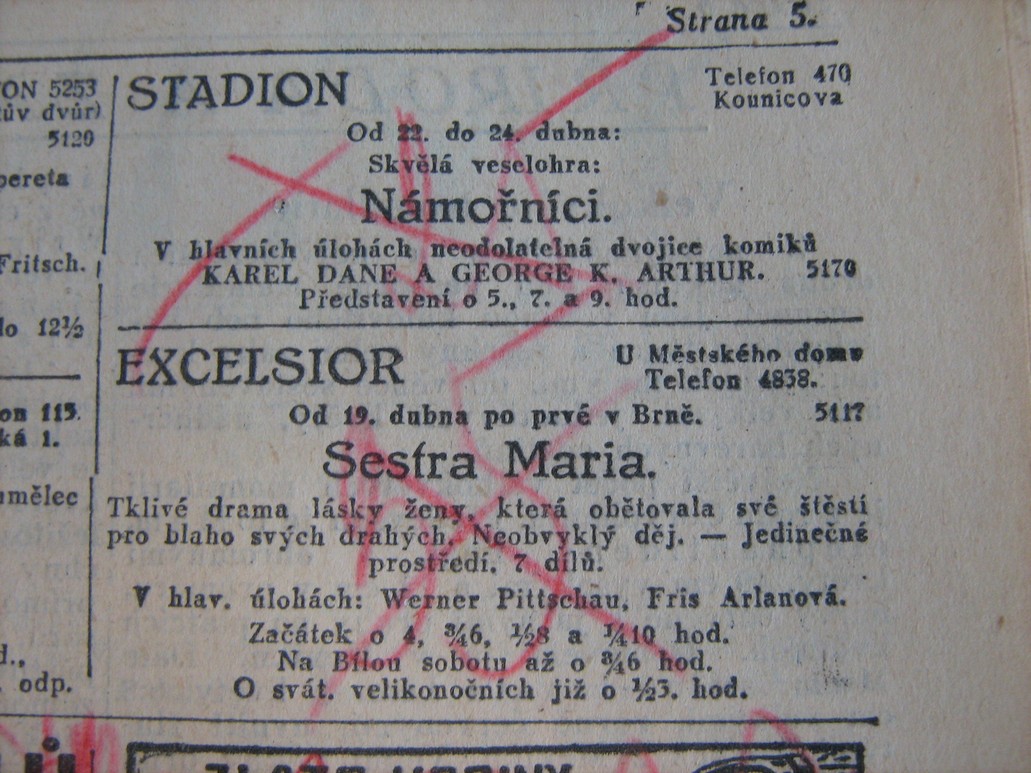 Strana 5.
ON 5253
ův dvůr)
5120
pereta
Fritsch.
do 12½
on 115.
ká 1.
umělec
d.,
odp.
STADION
Telefon 470
Kounicova
Od 22. do 24. dubna:
Skvělá veselohra:
Námořníci.
V hlavních úlohách neodolatelná dvojice komiků
KAREL DANE A GEORGE K. ARTHUR. 5170
Představení o 5., 7. a 9. hod.
EXCELSIOR
U Městského domu
Telefon 4838.
Od 19. dubna po prvé v Brně. 5117
Sestra Maria.
Tklivé drama lásky ženy, která obětovala své štěstí
pro blaho svých drahých. Neobvyklý děj. — Jedinečné
prostředí. 7 dílů.
V hlav. úlohách: Werner Pittschau, Fris Arlanová.
Začátek o 4, ¾6, ½8 a ¼10 hod.
Na Bílou sobotu až o ¾6 hod.
O svát. velikonočních již o ½3. hod.